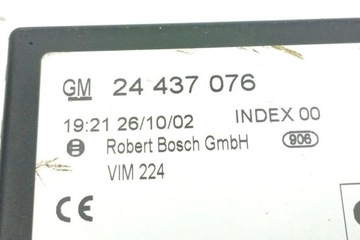 GM 24 437 076
19:21 26/10/02 INDEX 00
Robert Bosch GmbH 906
VIM 224
CE